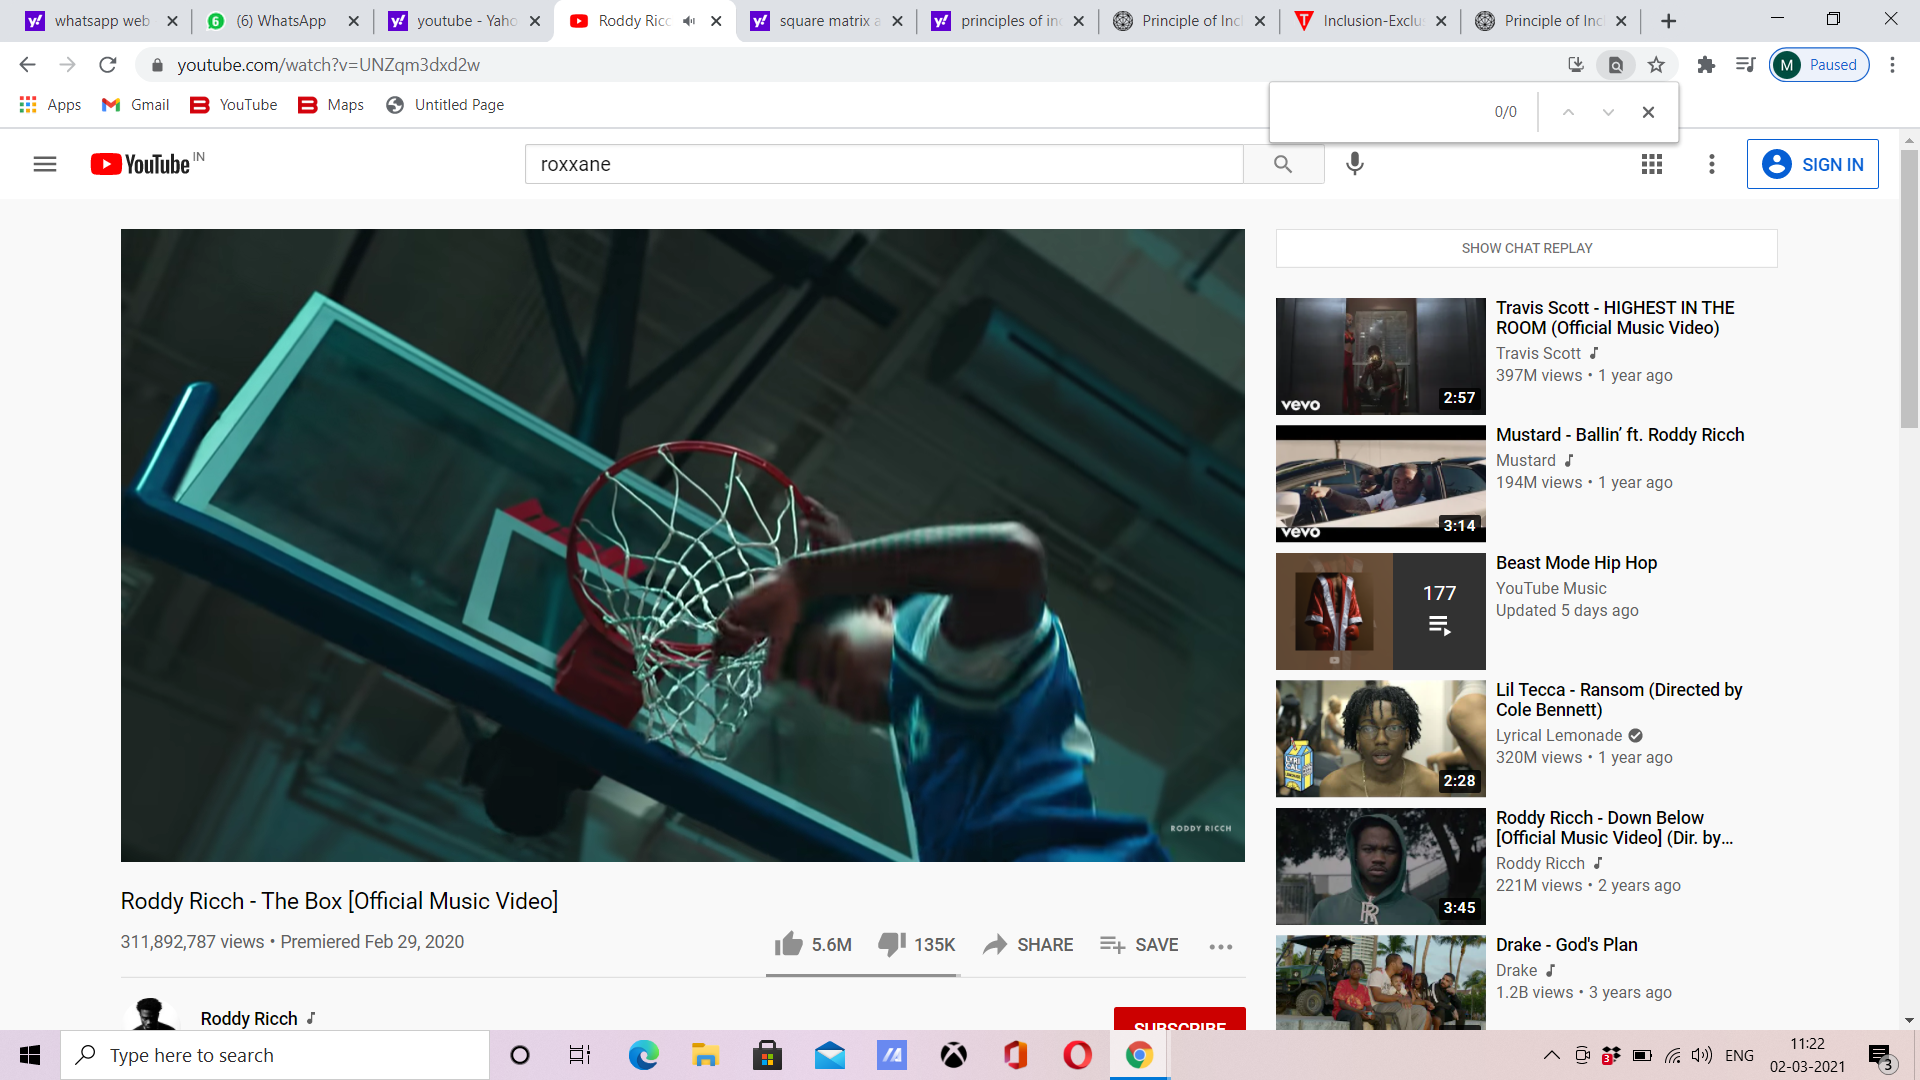 whatsapp web
(6) WhatsApp
youtube - Yaho
Roddy Ricc
square matrix a
principles of inc
Principle of Incl
Inclusion-Exclus
Principle of Inc
youtube.com/watch?v=UNZqm3dxd2w
M Paused
Apps
Gmail
YouTube
Maps
Untitled Page
0/0
YouTube IN
roxxane
SIGN IN
SHOW CHAT REPLAY
RODDY RICCH
Roddy Ricch - The Box [Official Music Video]
311,892,787 views • Premiered Feb 29, 2020
5.6M
135K
SHARE
SAVE
Roddy Ricch
SUBSCRIBE
vevo
2:57
Travis Scott - HIGHEST IN THE
ROOM (Official Music Video)
Travis Scott
397M views • 1 year ago
vevo
3:14
Mustard - Ballin’ ft. Roddy Ricch
Mustard
194M views • 1 year ago
177
Beast Mode Hip Hop
YouTube Music
Updated 5 days ago
LYRI
CAL
2:28
Lil Tecca - Ransom (Directed by
Cole Bennett)
Lyrical Lemonade
320M views • 1 year ago
3:45
Roddy Ricch - Down Below
[Official Music Video] (Dir. by...
Roddy Ricch
221M views • 2 years ago
Drake - God's Plan
Drake
1.2B views • 3 years ago
Type here to search
3
ENG
11:22
02-03-2021
3